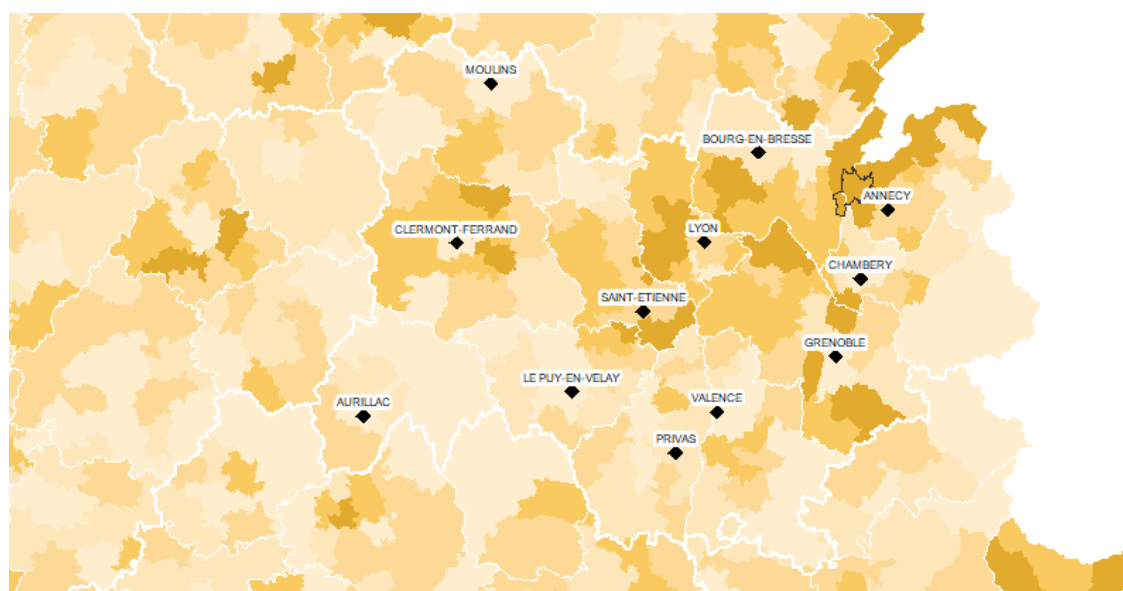 MOULINS
BOURG-EN-BRESSE
ANNECY
CLERMONT-FERRAND
LYON
CHAMBERY
SAINT-ETIENNE
GRENOBLE
LE PUY-EN-VELAY
AURILLAC
VALENCE
PRIVAS